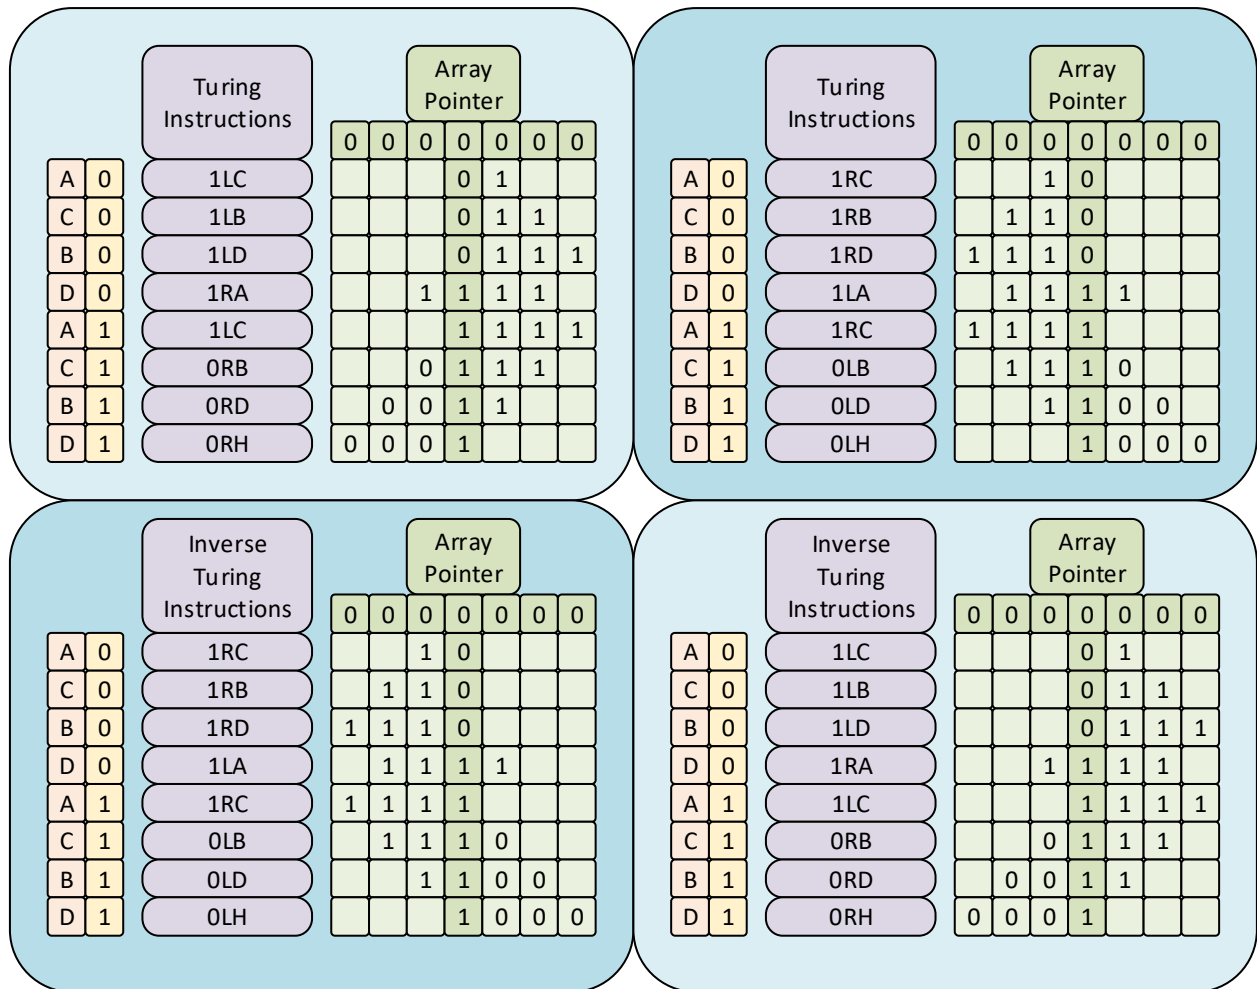 Turing
Instructions
Array
Pointer
0 0 0 0 0 0 0
A 0 1LC 0 1
C 0 1LB 0 1 1
B 0 1LD 0 1 1 1
D 0 1RA 1 1 1 1
A 1 1LC 1 1 1 1
C 1 0RB 0 1 1 1
B 1 0RD 0 0 1 1
D 1 0RH 0 0 0 1
Turing
Instructions
Array
Pointer
0 0 0 0 0 0 0
A 0 1RC 1 0
C 0 1RB 1 1 0
B 0 1RD 1 1 1 0
D 0 1LA 1 1 1 1
A 1 1RC 1 1 1 1
C 1 0LB 1 1 1 0
B 1 0LD 1 1 0 0
D 1 0LH 1 0 0 0
Inverse
Turing
Instructions
Array
Pointer
0 0 0 0 0 0 0
A 0 1RC 1 0
C 0 1RB 1 1 0
B 0 1RD 1 1 1 0
D 0 1LA 1 1 1 1
A 1 1RC 1 1 1 1
C 1 0LB 1 1 1 0
B 1 0LD 1 1 0 0
D 1 0LH 1 0 0 0
Inverse
Turing
Instructions
Array
Pointer
0 0 0 0 0 0 0
A 0 1LC 0 1
C 0 1LB 0 1 1
B 0 1LD 0 1 1 1
D 0 1RA 1 1 1 1
A 1 1LC 1 1 1 1
C 1 0RB 0 1 1 1
B 1 0RD 0 0 1 1
D 1 0RH 0 0 0 1